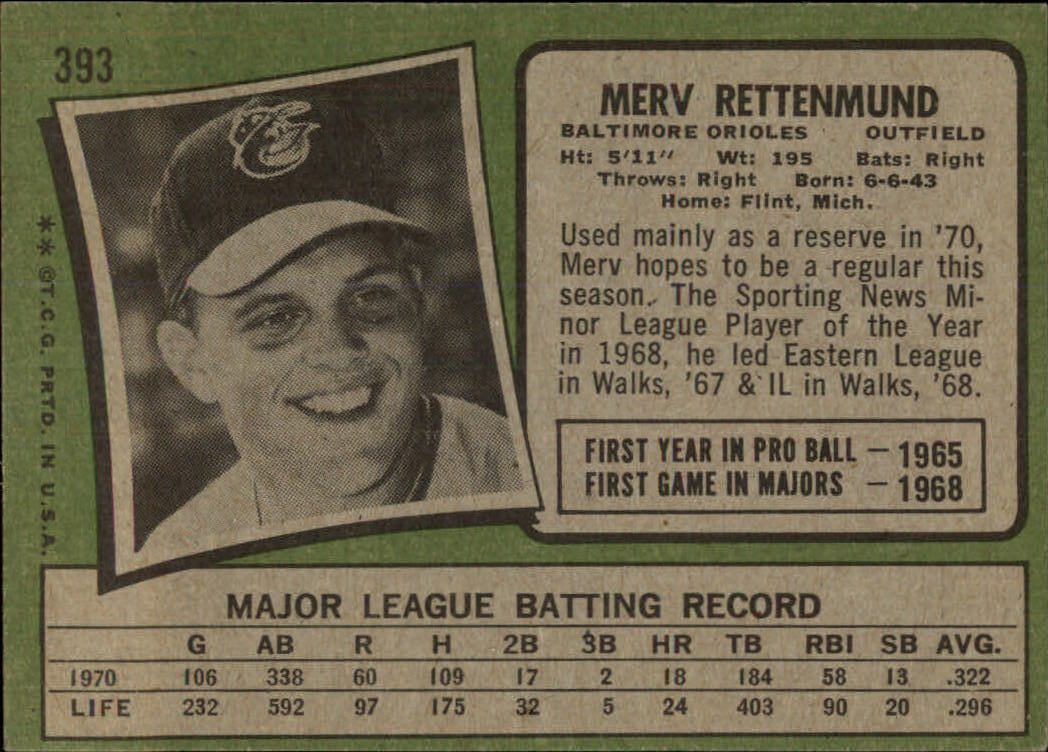 393
MERV RETTENMUND
BALTIMORE ORIOLES OUTFIELD
Ht: 5'11" Wt: 195 Bats: Right
Throws: Right Born: 6-6-43
Home: Flint, Mich.
Used mainly as a reserve in '70,
Merv hopes to be a regular this
season. The Sporting News Mi-
nor League Player of the Year
in 1968, he led Eastern League
in Walks, '67 & IL in Walks, '68.
FIRST YEAR IN PRO BALL — 1965
FIRST GAME IN MAJORS — 1968
** ©T.C.G. PRTD. IN U.S.A.
MAJOR LEAGUE BATTING RECORD
G AB R H 2B 3B HR TB RBI SB AVG.
1970 106 338 60 109 17 2 18 184 58 13 .322
LIFE 232 592 97 175 32 5 24 403 90 20 .296